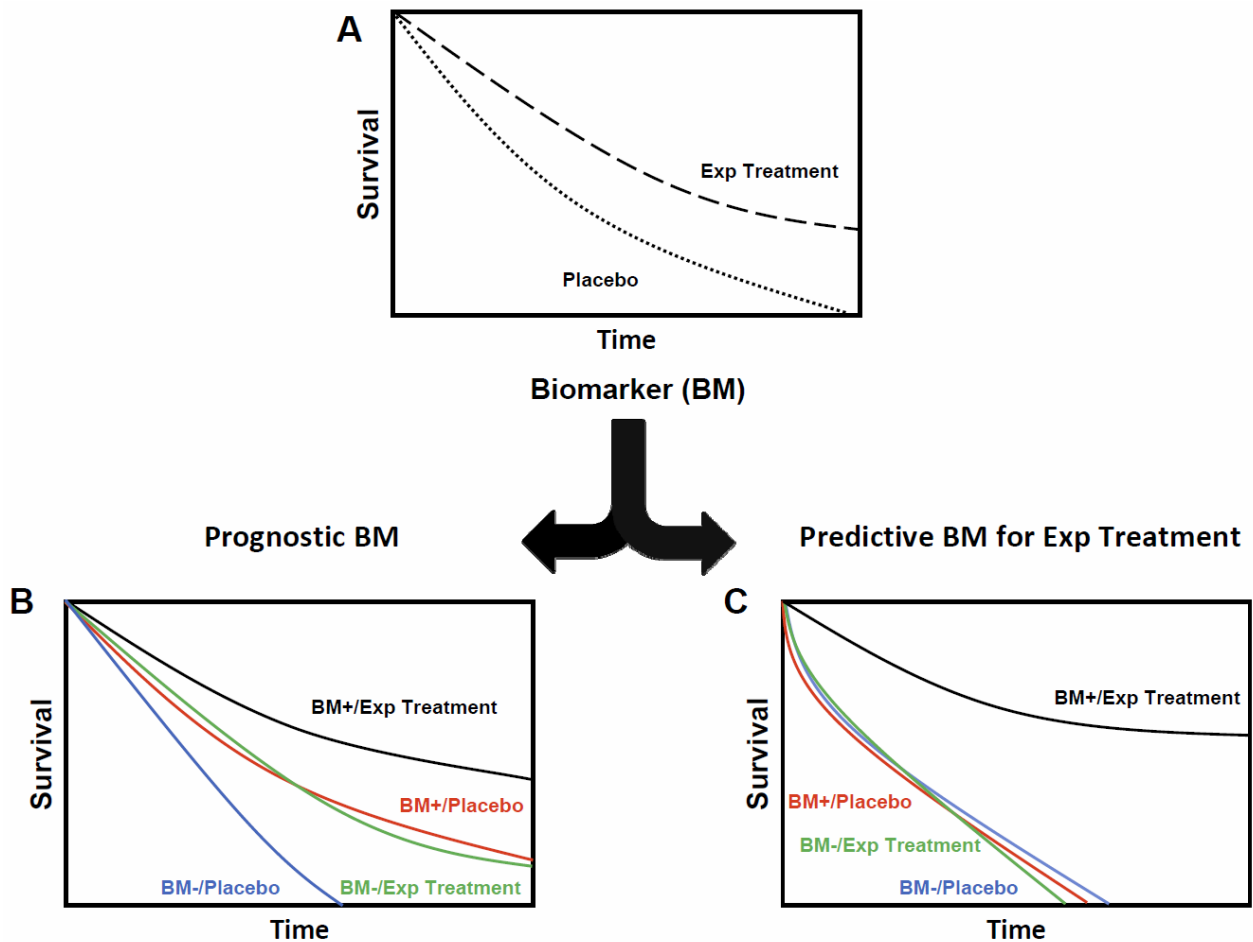 A
Survival
Exp Treatment
Placebo
Time
Biomarker (BM)
Prognostic BM
Predictive BM for Exp Treatment
B
Survival
BM+/Exp Treatment
BM+/Placebo
BM-/Placebo
BM-/Exp Treatment
Time
C
Survival
BM+/Exp Treatment
BM+/Placebo
BM-/Exp Treatment
BM-/Placebo
Time